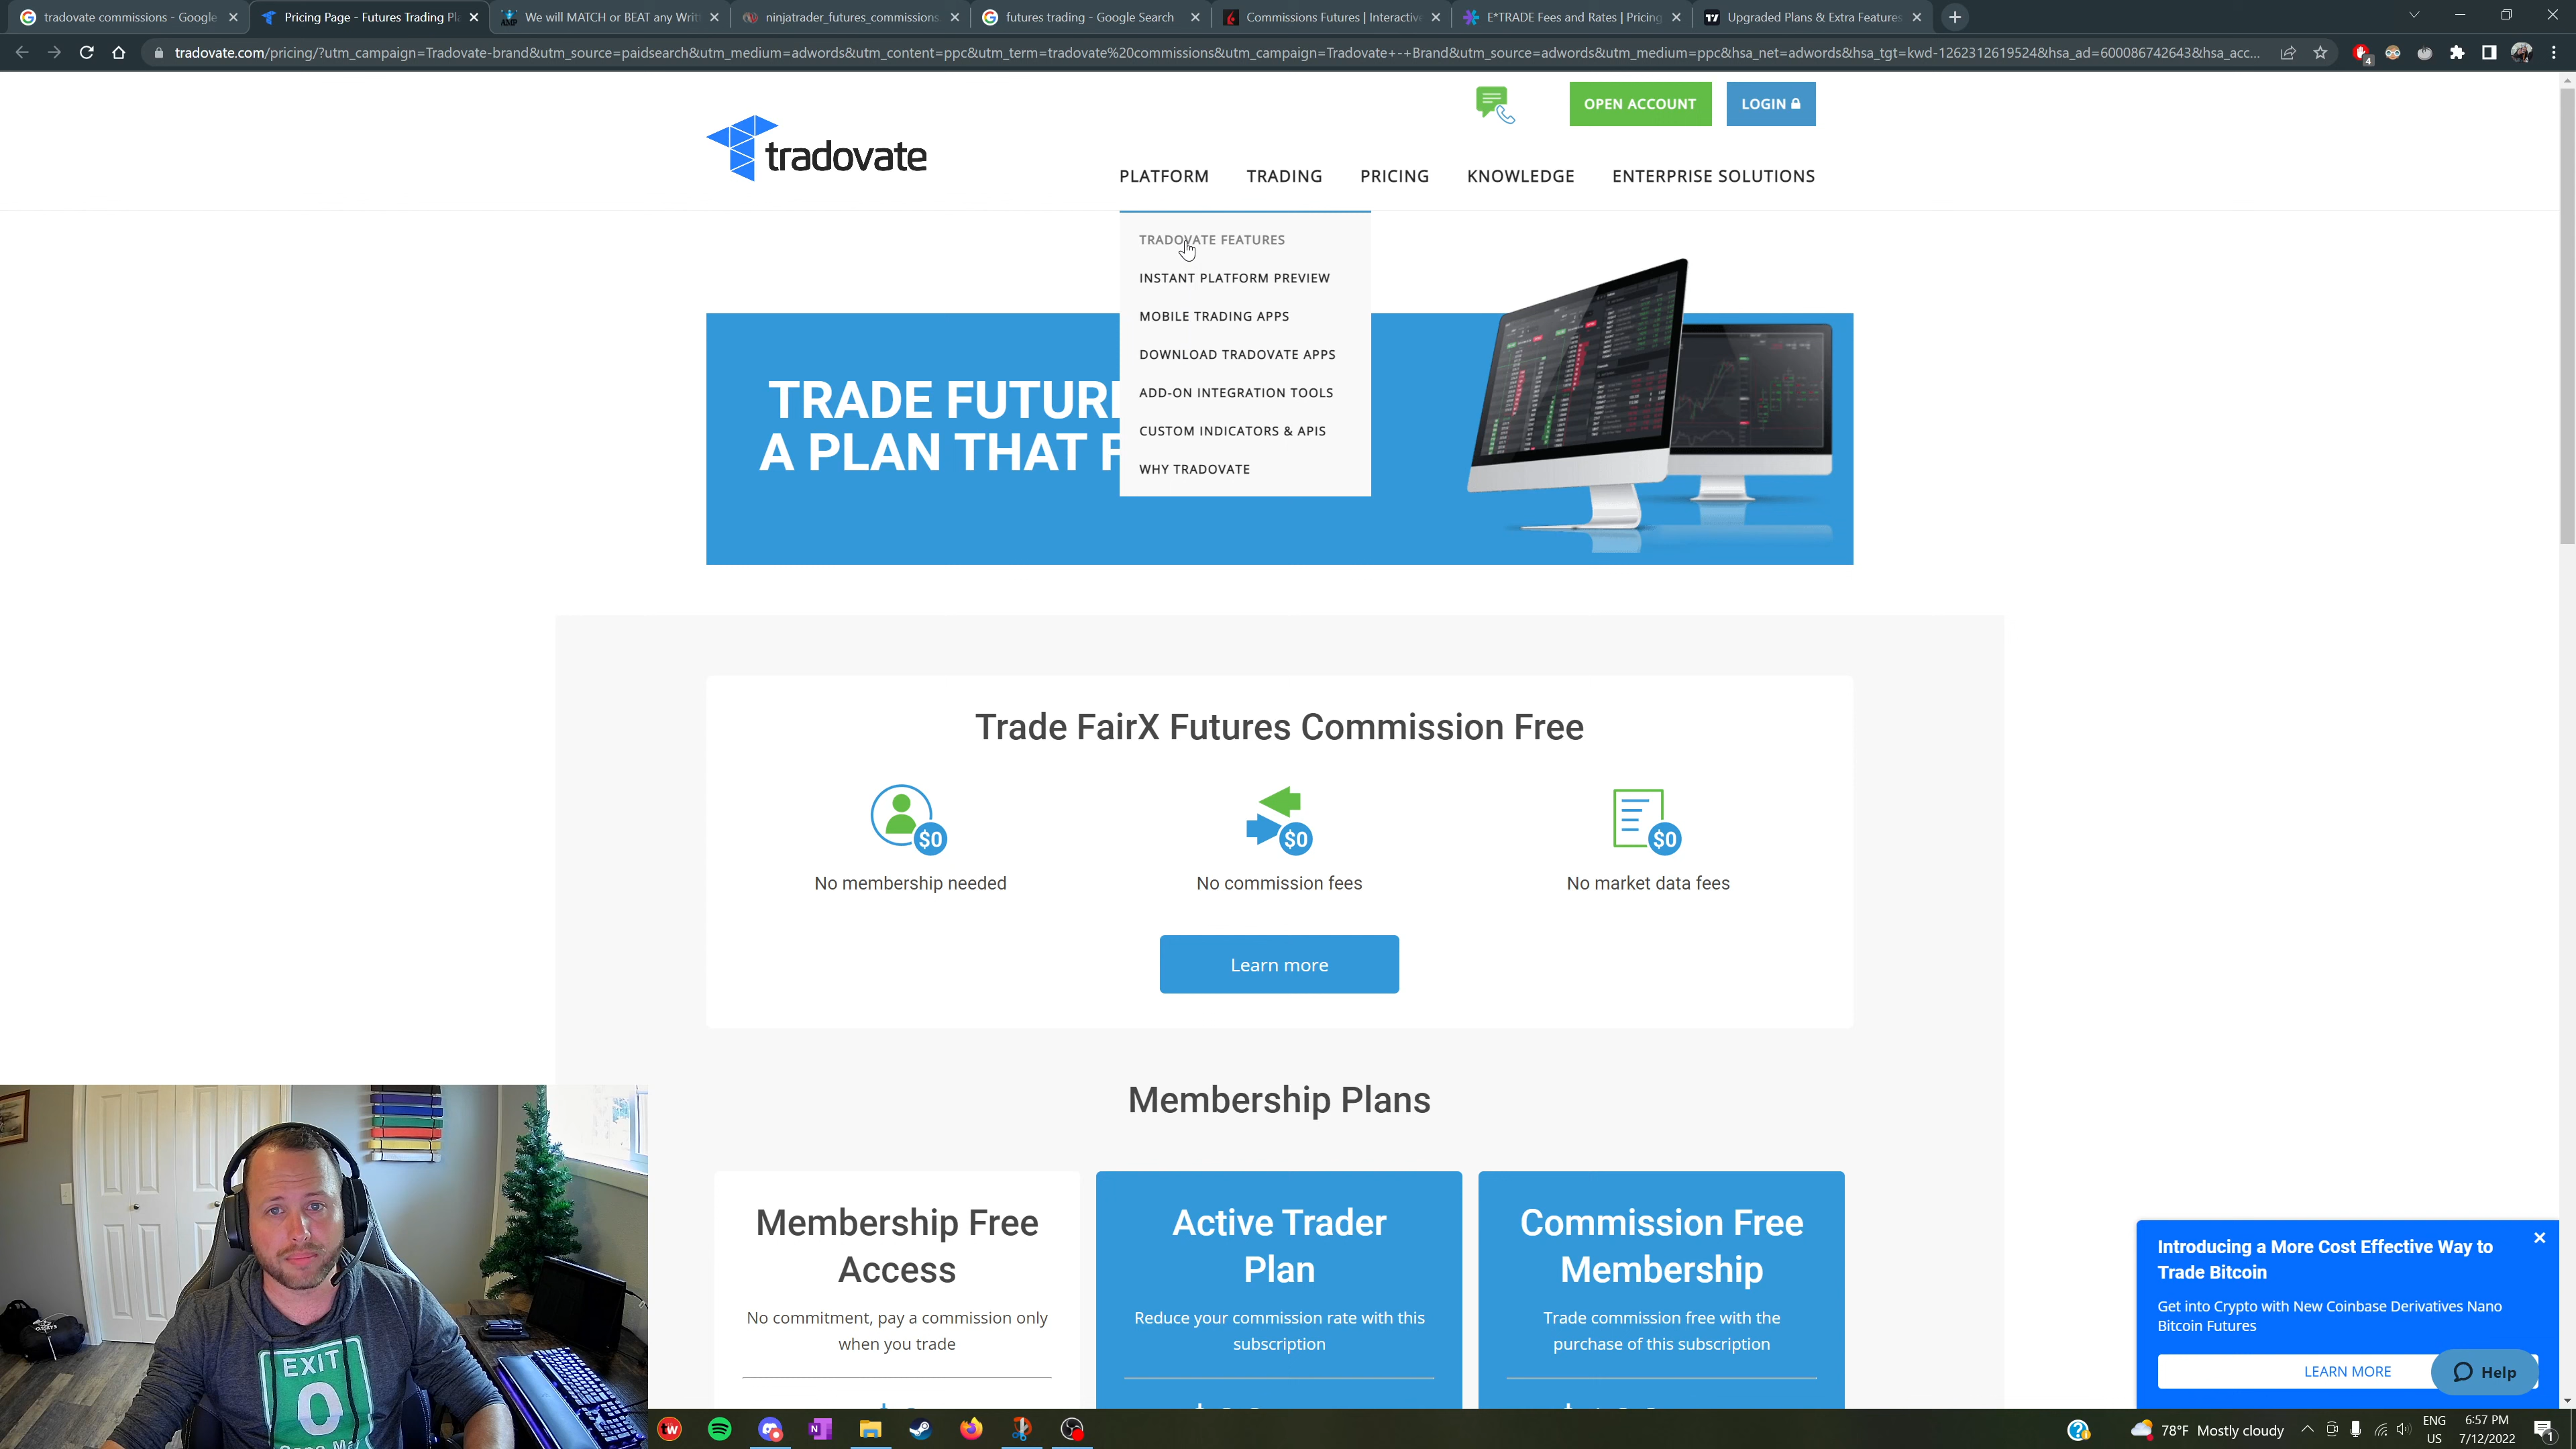 tradovate commissions - Google
Pricing Page - Futures Trading Pl
We will MATCH or BEAT any Writ
ninjatrader_futures_commissions
futures trading - Google Search
Commissions Futures | Interactiv
E*TRADE Fees and Rates | Pricing
Upgraded Plans & Extra Features
tradovate.com/pricing/?utm_campaign=Tradovate-brand&utm_source=paidsearch&utm_medium=adwords&utm_content=ppc&utm_term=tradovate%20commissions&utm_campaign=Tradovate+-+Brand&utm_source=adwords&utm_medium=ppc&hsa_net=adwords&hsa_tgt=kwd-1262312619524&hsa_ad=600086742643&hsa_acc...
4
OPEN ACCOUNT
LOGIN
tradovate
PLATFORM TRADING PRICING KNOWLEDGE ENTERPRISE SOLUTIONS
TRADOVATE FEATURES
INSTANT PLATFORM PREVIEW
MOBILE TRADING APPS
DOWNLOAD TRADOVATE APPS
ADD-ON INTEGRATION TOOLS
CUSTOM INDICATORS & APIS
WHY TRADOVATE
TRADE FUTUR
A PLAN THAT F
Trade FairX Futures Commission Free
$0
$0
$0
No membership needed
No commission fees
No market data fees
Learn more
Membership Plans
Membership Free
Access
No commitment, pay a commission only
when you trade
Active Trader
Plan
Reduce your commission rate with this
subscription
Commission Free
Membership
Trade commission free with the
purchase of this subscription
Introducing a More Cost Effective Way to
Trade Bitcoin
Get into Crypto with New Coinbase Derivatives Nano
Bitcoin Futures
LEARN MORE
Help
EXIT
0
78°F Mostly cloudy
ENG
US
6:57 PM
7/12/2022
1